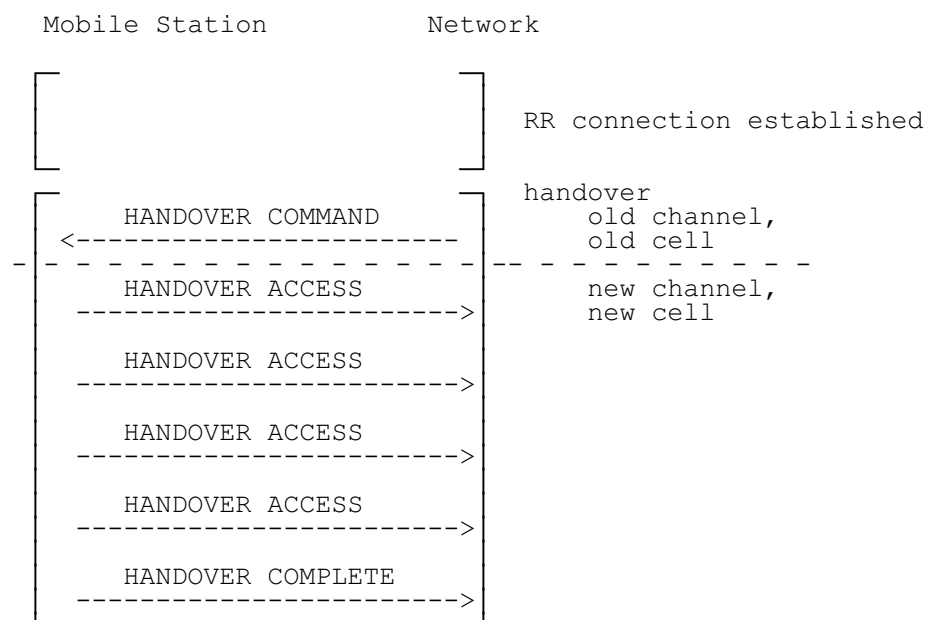 Mobile Station Network
RR connection established
handover
HANDOVER COMMAND old channel,
old cell
HANDOVER ACCESS new channel,
new cell
HANDOVER ACCESS
HANDOVER ACCESS
HANDOVER ACCESS
HANDOVER COMPLETE